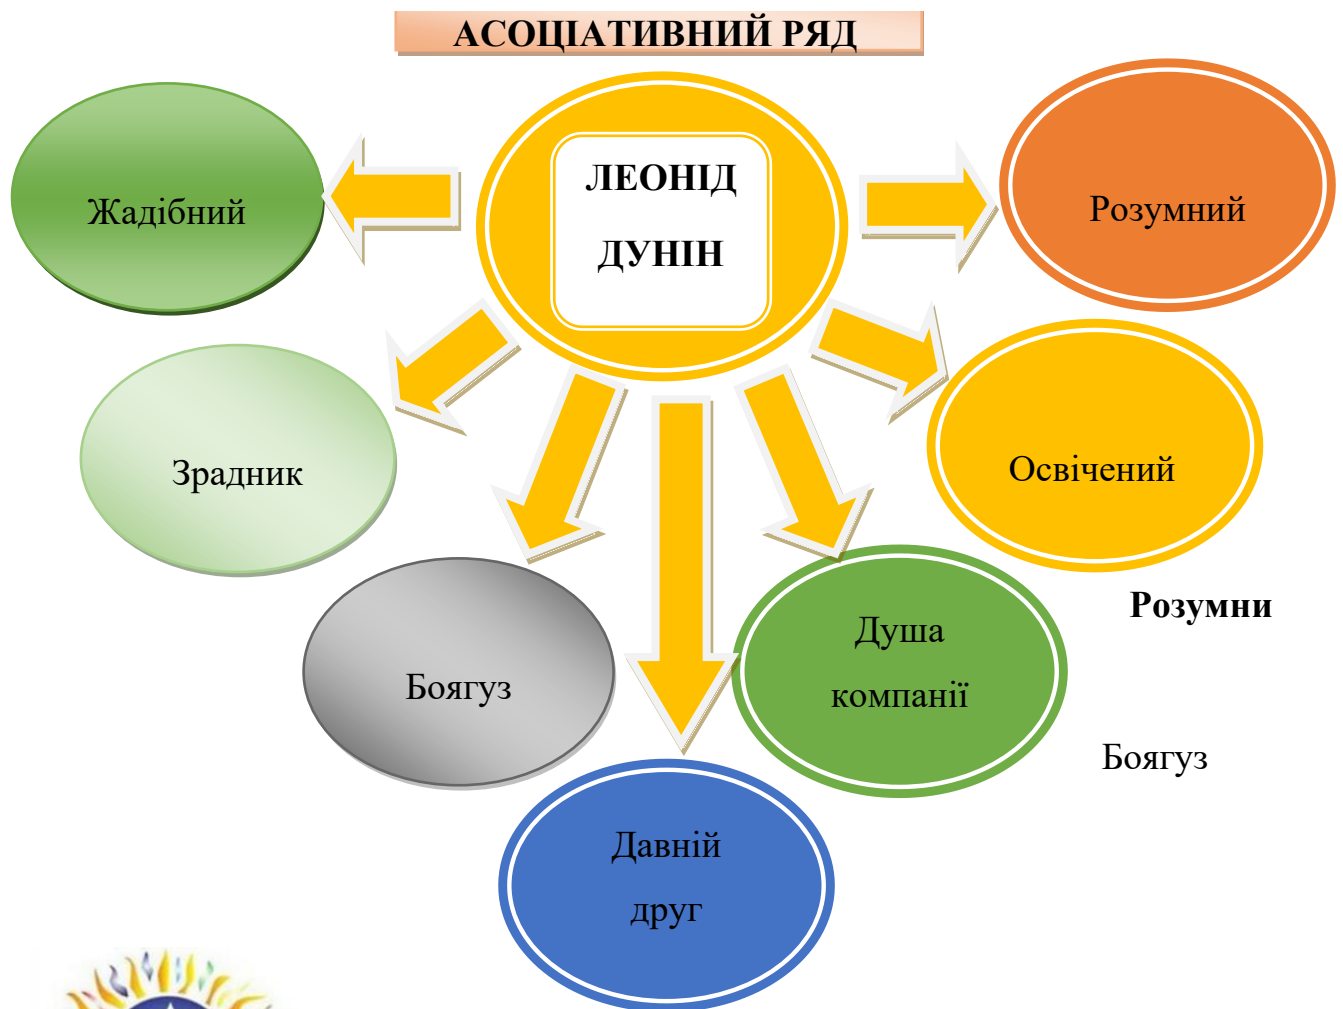 АСОЦІАТИВНИЙ РЯД
ЛЕОНІД
ДУНІН
Жадібний
Розумний
Зрадник
Освічений
Розумни
Боягуз
Душа
компанії
Боягуз
Давній
друг